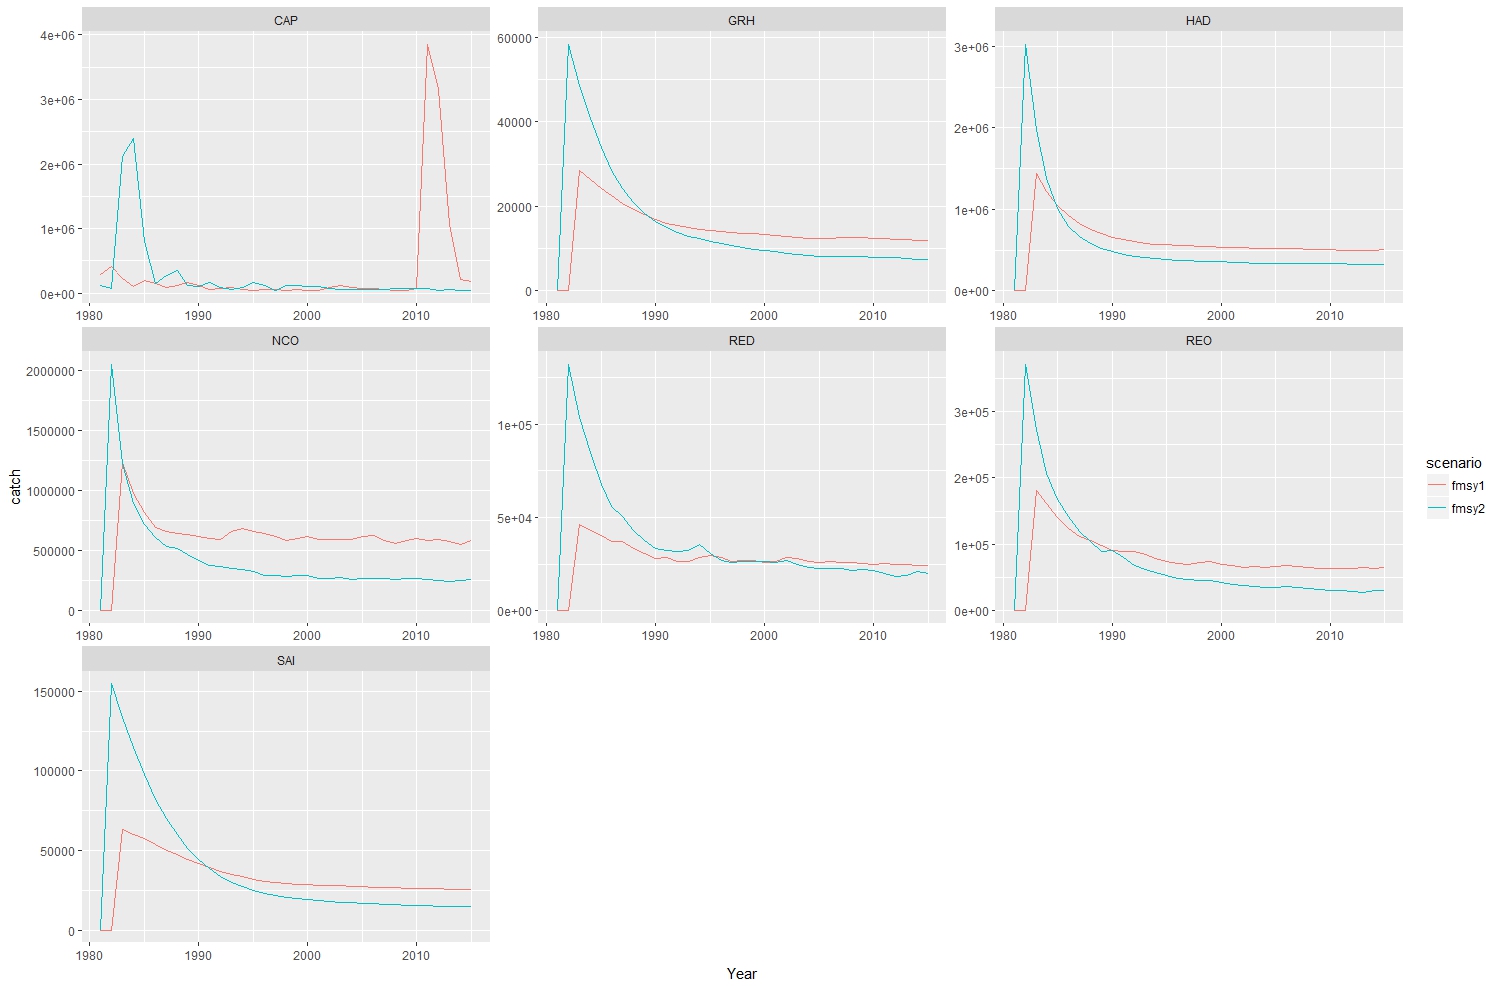 CAP
GRH
HAD
4e+06
3e+06
2e+06
1e+06
0e+00
1980 1990 2000 2010
60000
40000
20000
0
1980 1990 2000 2010
3e+06
2e+06
1e+06
0e+00
1980 1990 2000 2010
NCO
RED
REO
2000000
1500000
1000000
500000
0
1980 1990 2000 2010
1e+05
5e+04
0e+00
1980 1990 2000 2010
3e+05
2e+05
1e+05
0e+00
1980 1990 2000 2010
SAI
150000
100000
50000
0
1980 1990 2000 2010
catch
Year
scenario
fmsy1
fmsy2